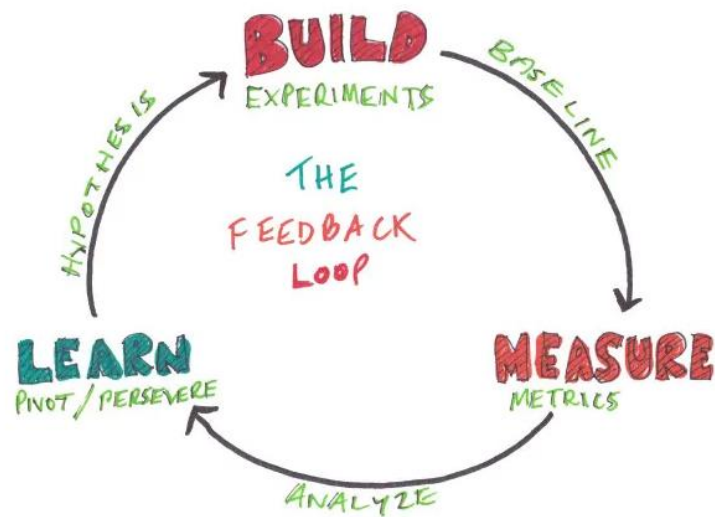 BUILD
EXPERIMENTS
BASELINE
HYPOTHESIS
THE
FEEDBACK
LOOP
LEARN
PIVOT/PERSEVERE
MEASURE
METRICS
ANALYZE